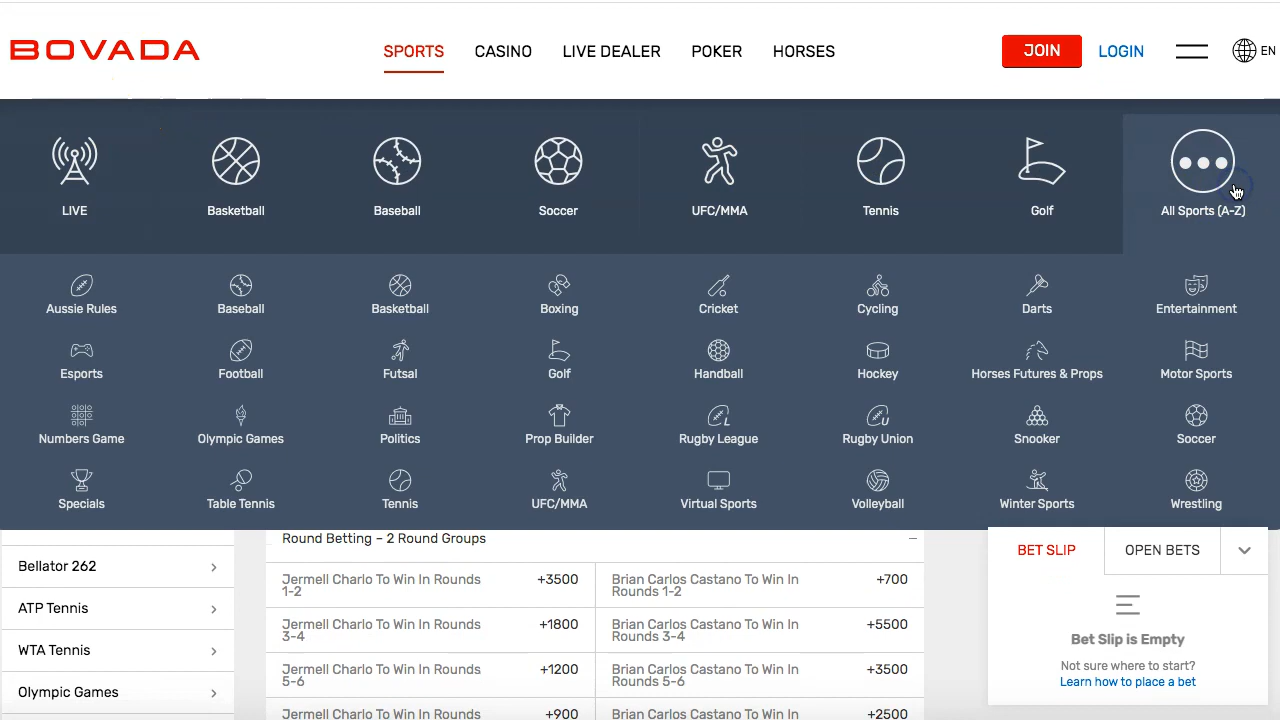 BOVADA
SPORTS CASINO LIVE DEALER POKER HORSES
JOIN LOGIN EN
LIVE Basketball Baseball Soccer UFC/MMA Tennis Golf All Sports (A-Z)
Aussie Rules Baseball Basketball Boxing Cricket Cycling Darts Entertainment
Esports Football Futsal Golf Handball Hockey Horses Futures & Props Motor Sports
Numbers Game Olympic Games Politics Prop Builder Rugby League Rugby Union Snooker Soccer
Specials Table Tennis Tennis UFC/MMA Virtual Sports Volleyball Winter Sports Wrestling
Bellator 262
ATP Tennis
WTA Tennis
Olympic Games
Round Betting – 2 Round Groups
Jermell Charlo To Win In Rounds
1-2
+3500
Brian Carlos Castano To Win In
Rounds 1-2
+700
Jermell Charlo To Win In Rounds
3-4
+1800
Brian Carlos Castano To Win In
Rounds 3-4
+5500
Jermell Charlo To Win In Rounds
5-6
+1200
Brian Carlos Castano To Win In
Rounds 5-6
+3500
Jermell Charlo To Win In Rounds
+900
Brian Carlos Castano To Win In
+2500
BET SLIP OPEN BETS
Bet Slip is Empty
Not sure where to start?
Learn how to place a bet